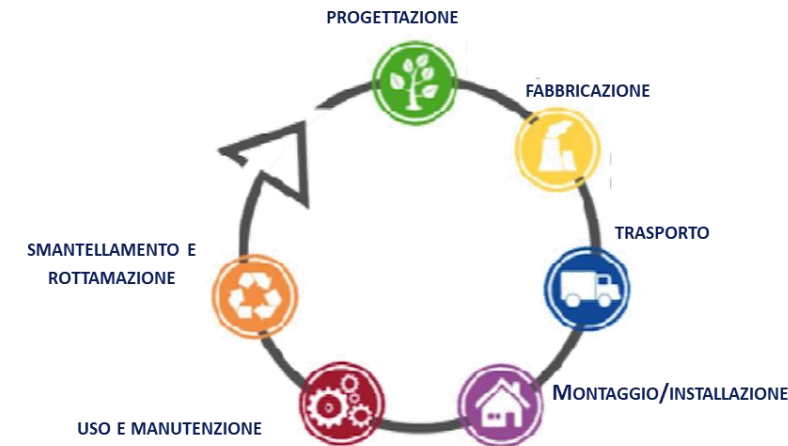 PROGETTAZIONE
FABBRICAZIONE
TRASPORTO
MONTAGGIO/INSTALLAZIONE
USO E MANUTENZIONE
SMANTELLAMENTO E
ROTTAMAZIONE